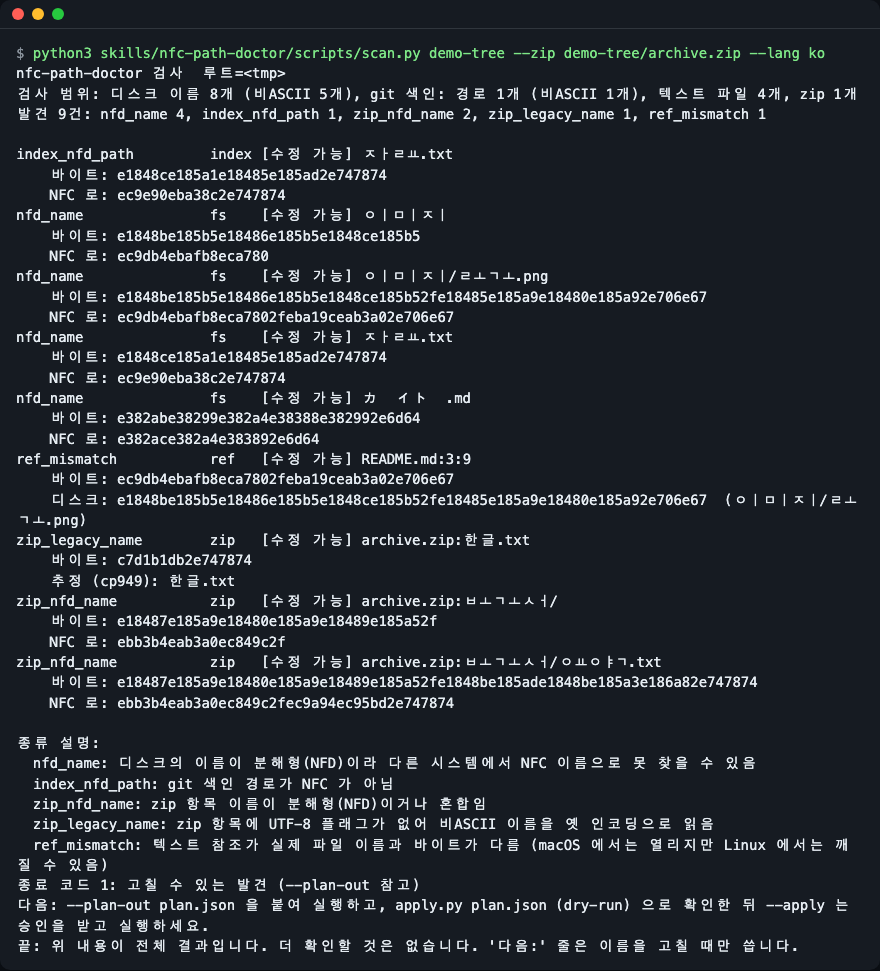 $ python3 skills/nfc-path-doctor/scripts/scan.py demo-tree --zip demo-tree/archive.zip --lang ko
nfc-path-doctor 검사  루트=<tmp>
검사 범위: 디스크 이름 8개 (비ASCII 5개), git 색인: 경로 1개 (비ASCII 1개), 텍스트 파일 4개, zip 1개
발견 9건: nfd_name 4, index_nfd_path 1, zip_nfd_name 2, zip_legacy_name 1, ref_mismatch 1
index_nfd_path index [수정 가능] ㅈㅏㄹㅛ.txt
바이트: e1848ce185a1e18485e185ad2e747874
NFC 로: ec9e90eba38c2e747874
nfd_name fs [수정 가능] ㅇㅣㅁㅣㅈㅣ
바이트: e1848be185b5e18486e185b5e1848ce185b5
NFC 로: ec9db4ebafb8eca780
nfd_name fs [수정 가능] ㅇㅣㅁㅣㅈㅣ/ㄹㅗㄱㅗ.png
바이트: e1848be185b5e18486e185b5e1848ce185b52fe18485e185a9e18480e185a92e706e67
NFC 로: ec9db4ebafb8eca7802feba19ceab3a02e706e67
nfd_name fs [수정 가능] ㅈㅏㄹㅛ.txt
바이트: e1848ce185a1e18485e185ad2e747874
NFC 로: ec9e90eba38c2e747874
nfd_name fs [수정 가능] カ イト .md
바이트: e382abe38299e382a4e38388e382992e6d64
NFC 로: e382ace382a4e383892e6d64
ref_mismatch ref [수정 가능] README.md:3:9
바이트: ec9db4ebafb8eca7802feba19ceab3a02e706e67
디스크: e1848be185b5e18486e185b5e1848ce185b52fe18485e185a9e18480e185a92e706e67 (ㅇㅣㅁㅣㅈㅣ/ㄹㅗ
ㄱㅗ.png)
zip_legacy_name zip [수정 가능] archive.zip:한글.txt
바이트: c7d1b1db2e747874
추정 (cp949): 한글.txt
zip_nfd_name zip [수정 가능] archive.zip:ㅂㅗㄱㅗㅅㅓ/
바이트: e18487e185a9e18480e185a9e18489e185a52f
NFC 로: ebb3b4eab3a0ec849c2f
zip_nfd_name zip [수정 가능] archive.zip:ㅂㅗㄱㅗㅅㅓ/ㅇㅛㅇㅑㄱ.txt
바이트: e18487e185a9e18480e185a9e18489e185a52fe1848be185ade1848be185a3e186a82e747874
NFC 로: ebb3b4eab3a0ec849c2fec9a94ec95bd2e747874
종류 설명:
nfd_name: 디스크의 이름이 분해형(NFD)이라 다른 시스템에서 NFC 이름으로 못 찾을 수 있음
index_nfd_path: git 색인 경로가 NFC 가 아님
zip_nfd_name: zip 항목 이름이 분해형(NFD)이거나 혼합임
zip_legacy_name: zip 항목에 UTF-8 플래그가 없어 비ASCII 이름을 옛 인코딩으로 읽음
ref_mismatch: 텍스트 참조가 실제 파일 이름과 바이트가 다름 (macOS 에서는 열리지만 Linux 에서는 깨
질 수 있음)
종료 코드 1: 고칠 수 있는 발견 (--plan-out 참고)
다음: --plan-out plan.json 을 붙여 실행하고, apply.py plan.json (dry-run) 으로 확인한 뒤 --apply 는
승인을 받고 실행하세요.
끝: 위 내용이 전체 결과입니다. 더 확인할 것은 없습니다. '다음:' 줄은 이름을 고칠 때만 씁니다.